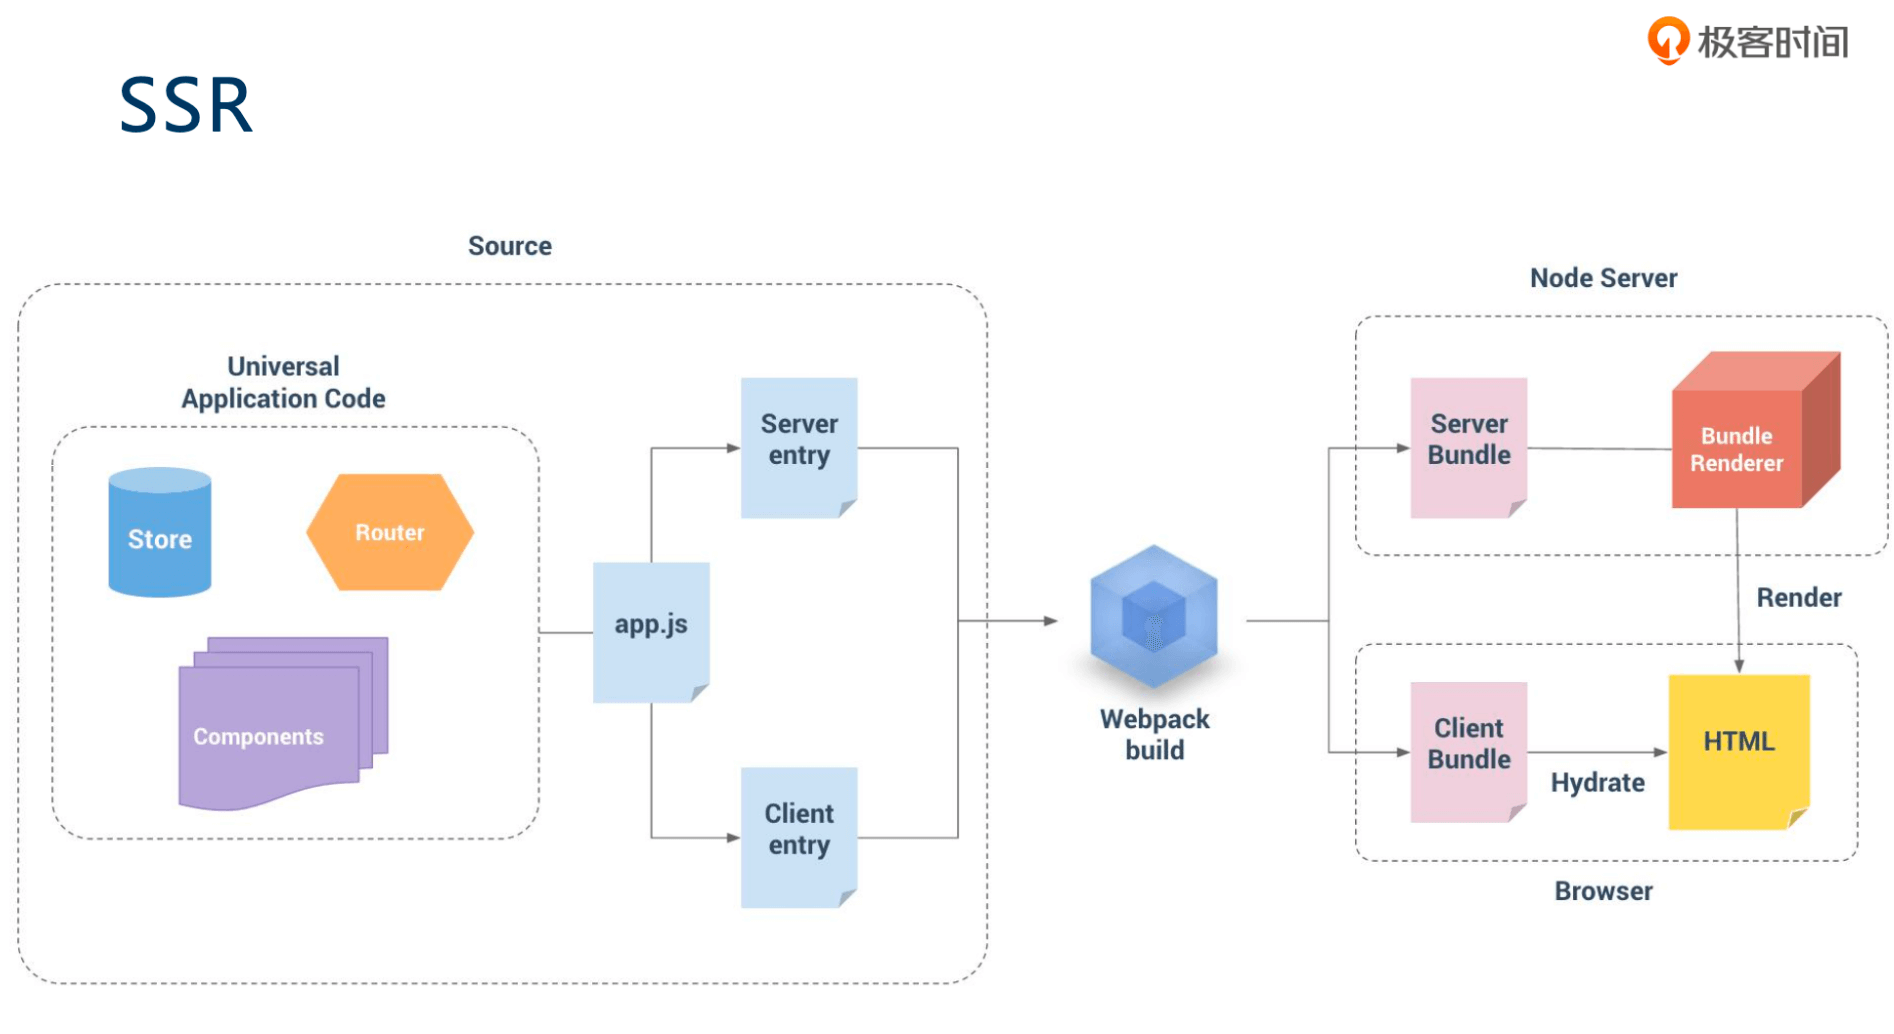 极客时间
SSR
Source
Node Server
Universal
Application Code
Store
Router
Components
app.js
Server
entry
Client
entry
Webpack
build
Server
Bundle
Bundle
Renderer
Render
Client
Bundle
Hydrate
HTML
Browser